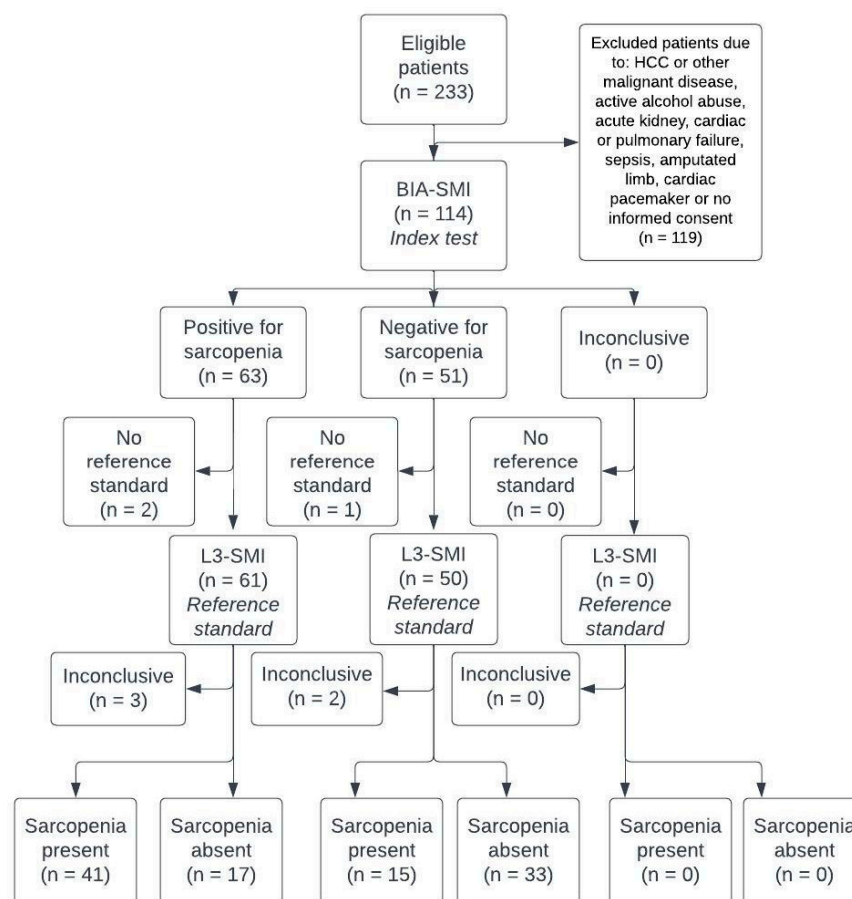 Eligible
patients
(n = 233)
Excluded patients due
to: HCC or other
malignant disease,
active alcohol abuse,
acute kidney, cardiac
or pulmonary failure,
sepsis, amputated
limb, cardiac
pacemaker or no
informed consent
(n = 119)
BIA-SMI
(n = 114)
Index test
Positive for
sarcopenia
(n = 63)
Negative for
sarcopenia
(n = 51)
Inconclusive
(n = 0)
No
reference
standard
(n = 2)
No
reference
standard
(n = 1)
No
reference
standard
(n = 0)
L3-SMI
(n = 61)
Reference
standard
L3-SMI
(n = 50)
Reference
standard
L3-SMI
(n = 0)
Reference
standard
Inconclusive
(n = 3)
Inconclusive
(n = 2)
Inconclusive
(n = 0)
Sarcopenia
present
(n = 41)
Sarcopenia
absent
(n = 17)
Sarcopenia
present
(n = 15)
Sarcopenia
absent
(n = 33)
Sarcopenia
present
(n = 0)
Sarcopenia
absent
(n = 0)